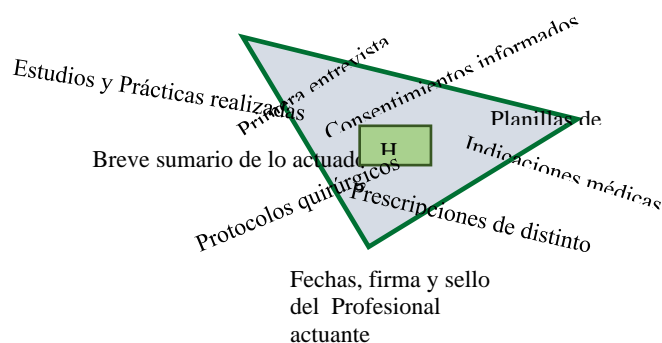 Primera entrevista
Consentimientos informados
Estudios y Prácticas realizadas
Planillas de
H
Breve sumario de lo actuado
Indicaciones médicas
Protocolos quirúrgicos
Prescripciones de distinto
Fechas, firma y sello
del Profesional
actuante